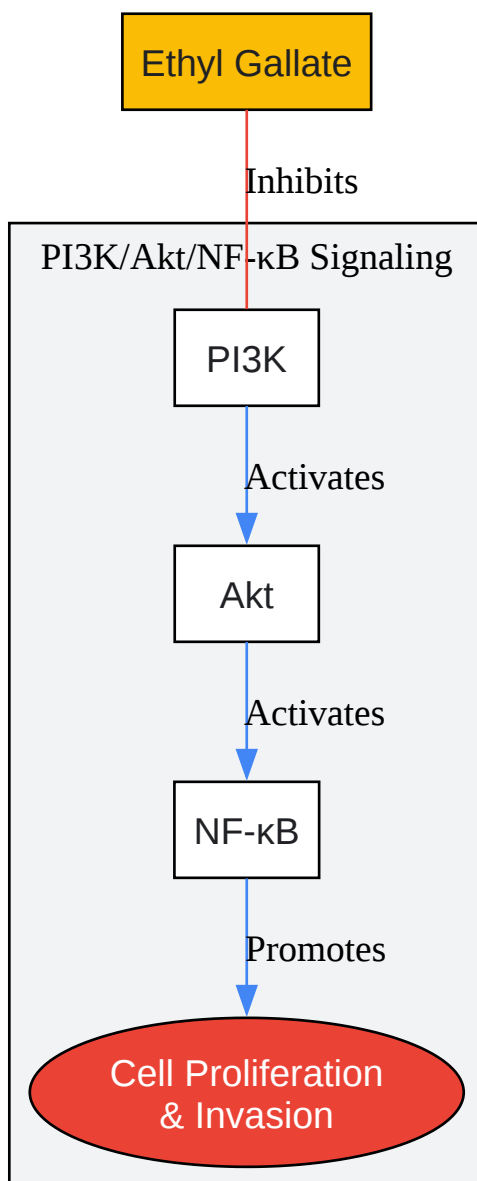 Ethyl Gallate
Inhibits
PI3K/Akt/NF-κB Signaling
PI3K
Activates
Akt
Activates
NF-κB
Promotes
Cell Proliferation
& Invasion